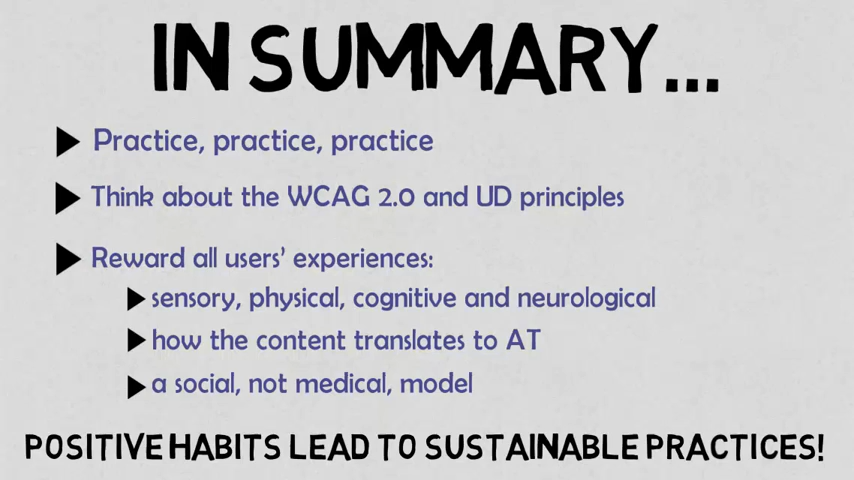 IN SUMMARY...
Practice, practice, practice
Think about the WCAG 2.0 and UD principles
Reward all users' experiences:
sensory, physical, cognitive and neurological
how the content translates to AT
a social, not medical, model
POSITIVE HABITS LEAD TO SUSTAINABLE PRACTICES!